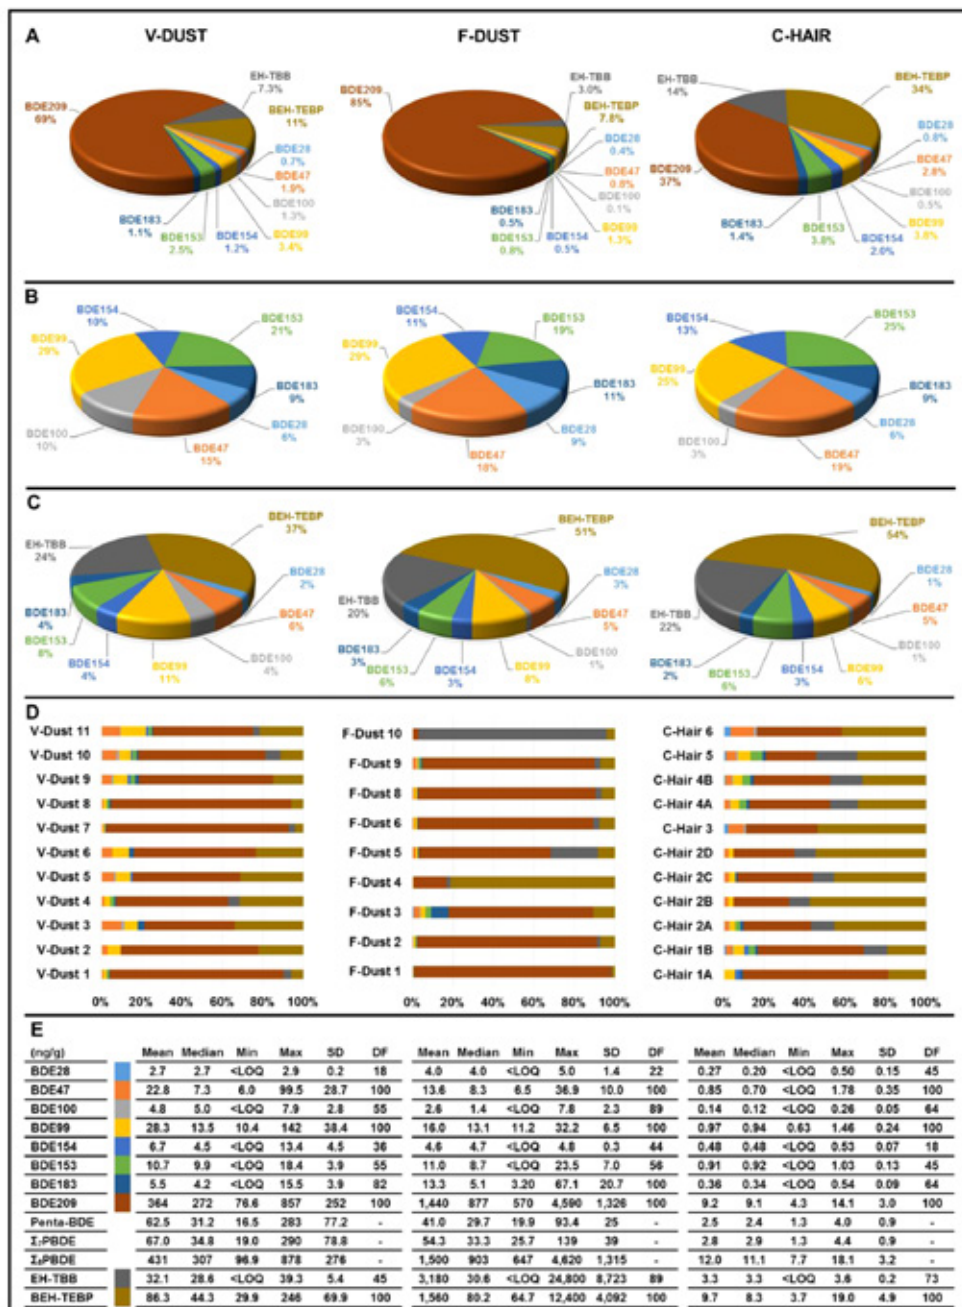 A V-DUST F-DUST C-HAIR
EH-TBB
7.3%
BDE209
69%
BEH-TEBP
11%
BDE28
0.7%
BDE47
1.9%
BDE100
1.3%
BDE99
3.4%
BDE154
1.2%
BDE153
2.5%
BDE183
1.1%
BDE209
85%
EH-TBB
3.0%
BEH-TEBP
7.8%
BDE28
0.4%
BDE47
0.8%
BDE100
0.1%
BDE99
1.3%
BDE154
0.5%
BDE153
0.8%
BDE183
0.5%
EH-TBB
14%
BEH-TEBP
34%
BDE28
0.8%
BDE47
2.8%
BDE100
0.5%
BDE99
3.8%
BDE154
2.0%
BDE153
3.8%
BDE183
1.4%
BDE209
37%
B
BDE154
10%
BDE153
21%
BDE99
29%
BDE183
9%
BDE100
10%
BDE28
6%
BDE47
15%
BDE154
11%
BDE153
19%
BDE99
29%
BDE183
11%
BDE100
3%
BDE28
9%
BDE47
18%
BDE154
13%
BDE153
25%
BDE99
25%
BDE183
9%
BDE100
3%
BDE28
6%
BDE47
19%
C
BEH-TEBP
37%
EH-TBB
24%
BDE28
2%
BDE183
4%
BDE47
6%
BDE153
8%
BDE100
4%
BDE154
4%
BDE99
11%
BEH-TEBP
51%
BDE28
3%
EH-TBB
20%
BDE47
5%
BDE183
3%
BDE100
1%
BDE153
6%
BDE154
3%
BDE99
8%
BEH-TEBP
54%
BDE28
1%
BDE47
5%
EH-TBB
22%
BDE100
1%
BDE183
2%
BDE153
6%
BDE154
3%
BDE99
6%
D
V-Dust 11
V-Dust 10
V-Dust 9
V-Dust 8
V-Dust 7
V-Dust 6
V-Dust 5
V-Dust 4
V-Dust 3
V-Dust 2
V-Dust 1
0% 20% 40% 60% 80% 100%
F-Dust 10
F-Dust 9
F-Dust 8
F-Dust 6
F-Dust 5
F-Dust 4
F-Dust 3
F-Dust 2
F-Dust 1
0% 20% 40% 60% 80% 100%
C-Hair 6
C-Hair 5
C-Hair 4B
C-Hair 4A
C-Hair 3
C-Hair 2D
C-Hair 2C
C-Hair 2B
C-Hair 2A
C-Hair 1B
C-Hair 1A
0% 20% 40% 60% 80% 100%
E
(ng/g) Mean Median Min Max SD DF Mean Median Min Max SD DF Mean Median Min Max SD DF
BDE28 2.7 2.7 <LOQ 2.9 0.2 18 4.0 4.0 <LOQ 5.0 1.4 22 0.27 0.20 <LOQ 0.50 0.15 45
BDE47 22.8 7.3 6.0 99.5 28.7 100 13.6 8.3 6.5 36.9 10.0 100 0.85 0.70 <LOQ 1.78 0.35 100
BDE100 4.8 5.0 <LOQ 7.9 2.8 55 2.6 1.4 <LOQ 7.8 2.3 89 0.14 0.12 <LOQ 0.26 0.05 64
BDE99 28.3 13.5 10.4 142 38.4 100 16.0 13.1 11.2 32.2 6.5 100 0.97 0.94 0.63 1.46 0.24 100
BDE154 6.7 4.5 <LOQ 13.4 4.5 36 4.6 4.7 <LOQ 4.8 0.3 44 0.48 0.48 <LOQ 0.53 0.07 18
BDE153 10.7 9.9 <LOQ 18.4 3.9 55 11.0 8.7 <LOQ 23.5 7.0 56 0.91 0.92 <LOQ 1.03 0.13 45
BDE183 5.5 4.2 <LOQ 15.5 3.9 82 13.3 5.1 3.20 67.1 20.7 100 0.36 0.34 <LOQ 0.54 0.09 64
BDE209 364 272 76.6 857 252 100 1,440 877 570 4,590 1,326 100 9.2 9.1 4.3 14.1 3.0 100
Penta-BDE 62.5 31.2 16.5 283 77.2 - 41.0 29.7 19.9 93.4 25 - 2.5 2.4 1.3 4.0 0.9 -
Σ₇PBDE 67.0 34.8 19.0 290 78.8 - 54.3 33.3 25.7 139 39 - 2.8 2.9 1.3 4.4 0.9 -
Σ₈PBDE 431 307 96.9 878 276 1,500 903 647 4,620 1,315 - 12.0 11.1 7.7 18.1 3.2 -
EH-TBB 32.1 28.6 <LOQ 39.3 5.4 45 3,180 30.6 <LOQ 24,800 8,723 89 3.3 3.3 <LOQ 3.6 0.2 73
BEH-TEBP 86.3 44.3 29.9 246 69.9 100 1,560 80.2 64.7 12,400 4,092 100 9.7 8.3 3.7 19.0 4.9 100